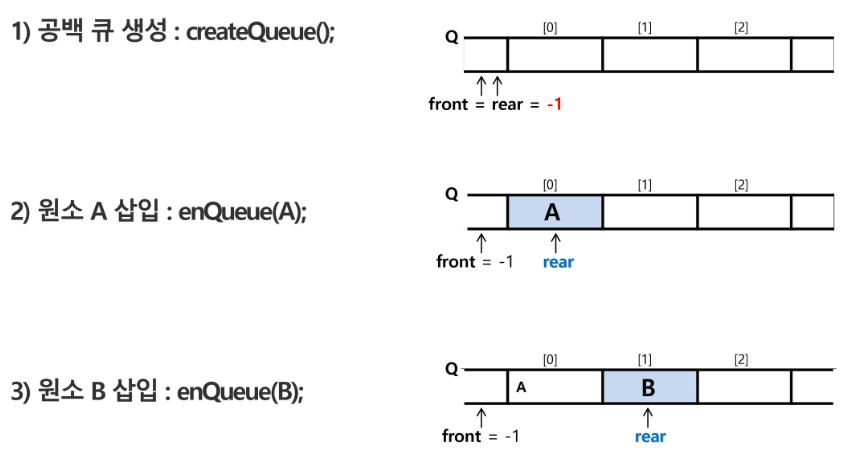 1) 공백 큐 생성 : createQueue();
Q [0] [1] [2]
front = rear = -1
2) 원소 A 삽입 : enQueue(A);
Q [0] [1] [2]
A
front = -1 rear
3) 원소 B 삽입 : enQueue(B);
Q [0] [1] [2]
A B
front = -1 rear